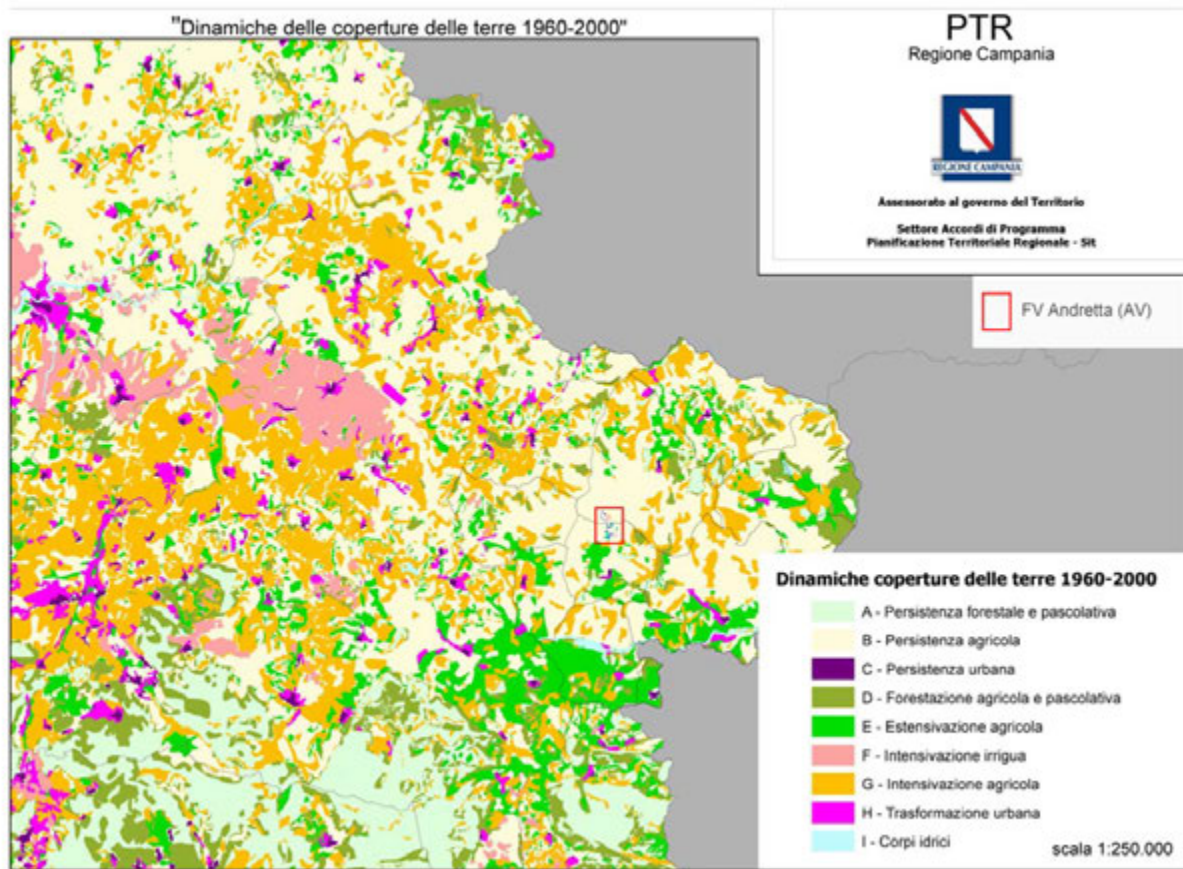 "Dinamiche delle coperture delle terre 1960-2000"
PTR
Regione Campania
REGIONE CAMPANIA
Assessorato al governo del Territorio
Settore Accordi di Programma
Pianificazione Territoriale Regionale - Sit
FV Andretta (AV)
Dinamiche coperture delle terre 1960-2000
A - Persistenza forestale e pascolativa
B - Persistenza agricola
C - Persistenza urbana
D - Forestazione agricola e pascolativa
E - Estensivazione agricola
F - Intensivazione irrigua
G - Intensivazione agricola
H - Trasformazione urbana
I - Corpi idrici
scala 1:250.000